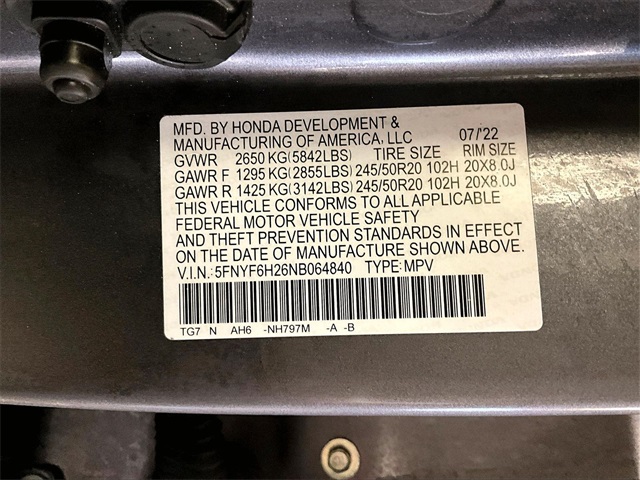 MFD. BY HONDA DEVELOPMENT &
MANUFACTURING OF AMERICA, LLC 07/'22
GVWR 2650 KG(5842LBS) TIRE SIZE RIM SIZE
GAWR F 1295 KG(2855LBS) 245/50R20 102H 20X8.0J
GAWR R 1425 KG(3142LBS) 245/50R20 102H 20X8.0J
THIS VEHICLE CONFORMS TO ALL APPLICABLE
FEDERAL MOTOR VEHICLE SAFETY
AND THEFT PREVENTION STANDARDS IN EFFECT
ON THE DATE OF MANUFACTURE SHOWN ABOVE.
V.I.N.:5FNYF6H26NB064840 TYPE: MPV
TG7 N AH6 -NH797M -A -B